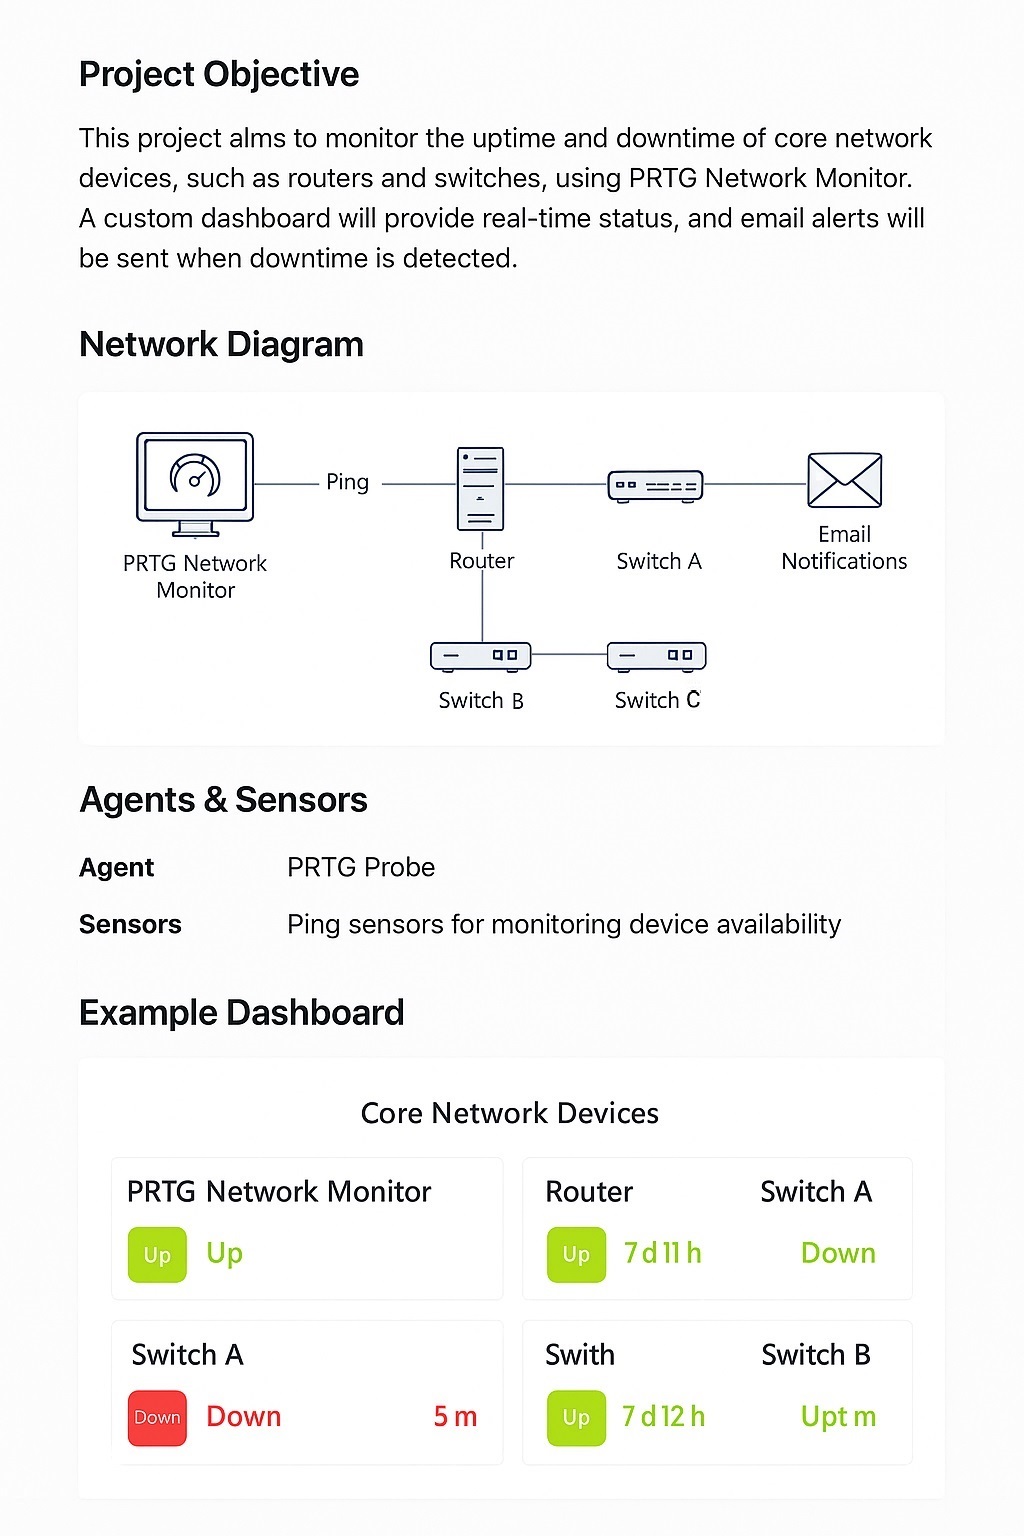 Project Objective
This project alms to monitor the uptime and downtime of core network
devices, such as routers and switches, using PRTG Network Monitor.
A custom dashboard will provide real-time status, and email alerts will
be sent when downtime is detected.
Network Diagram
Ping
PRTG Network
Monitor
Router
Switch A
Email
Notifications
Switch B
Switch C
Agents & Sensors
Agent PRTG Probe
Sensors Ping sensors for monitoring device availability
Example Dashboard
Core Network Devices
PRTG Network Monitor
Up Up
Router Switch A
Up 7 d 11 h Down
Switch A
Down Down 5 m
Swith Switch B
Up 7 d 12 h Upt m